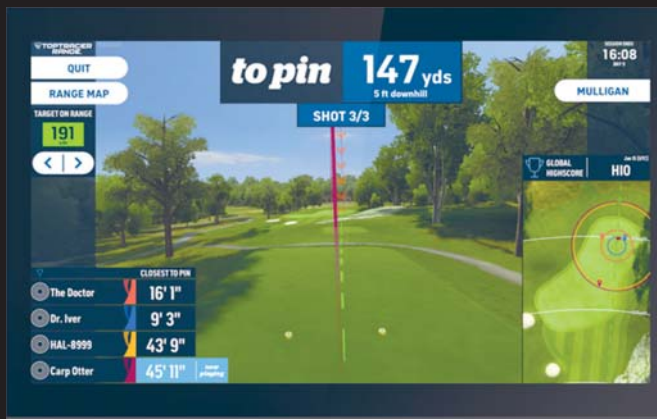 TOPTRACER
RANGE
QUIT
RANGE MAP
TARGET ON RANGE
191
to pin
147 yds
5 ft downhill
SHOT 3/3
16:08
MULLIGAN
GLOBAL
HIGHSCORE
HIO
CLOSEST TO PIN
The Doctor 16' 1"
Dr. Iver 9' 3"
HAL-8999 43' 9"
Carp Otter 45' 11" now
playing